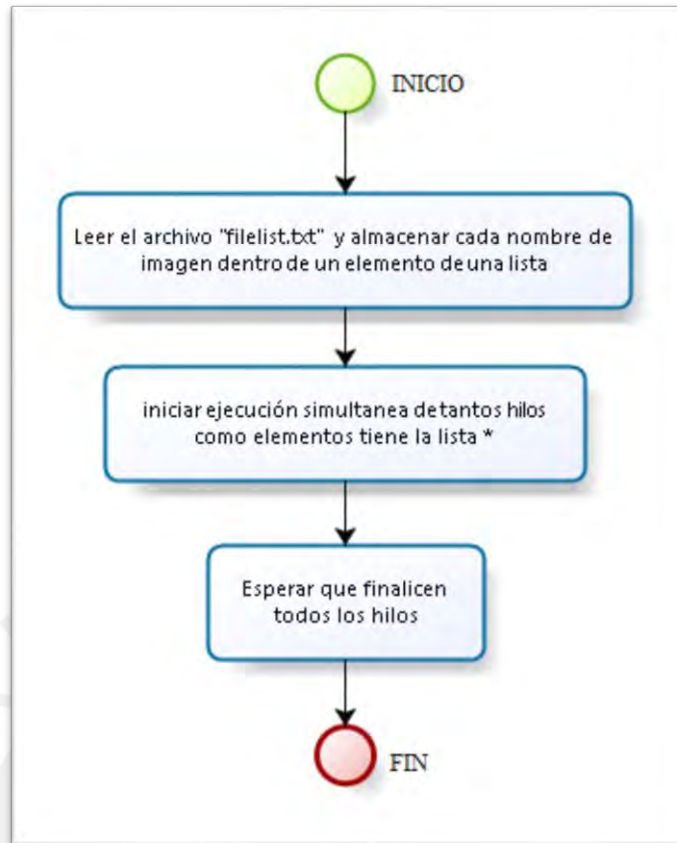 INICIO
Leer el archivo "filelist.txt" y almacenar cada nombre de
imagen dentro de un elemento de una lista
iniciar ejecución simultanea de tantos hilos
como elementos tiene la lista *
Esperar que finalicen
todos los hilos
FIN